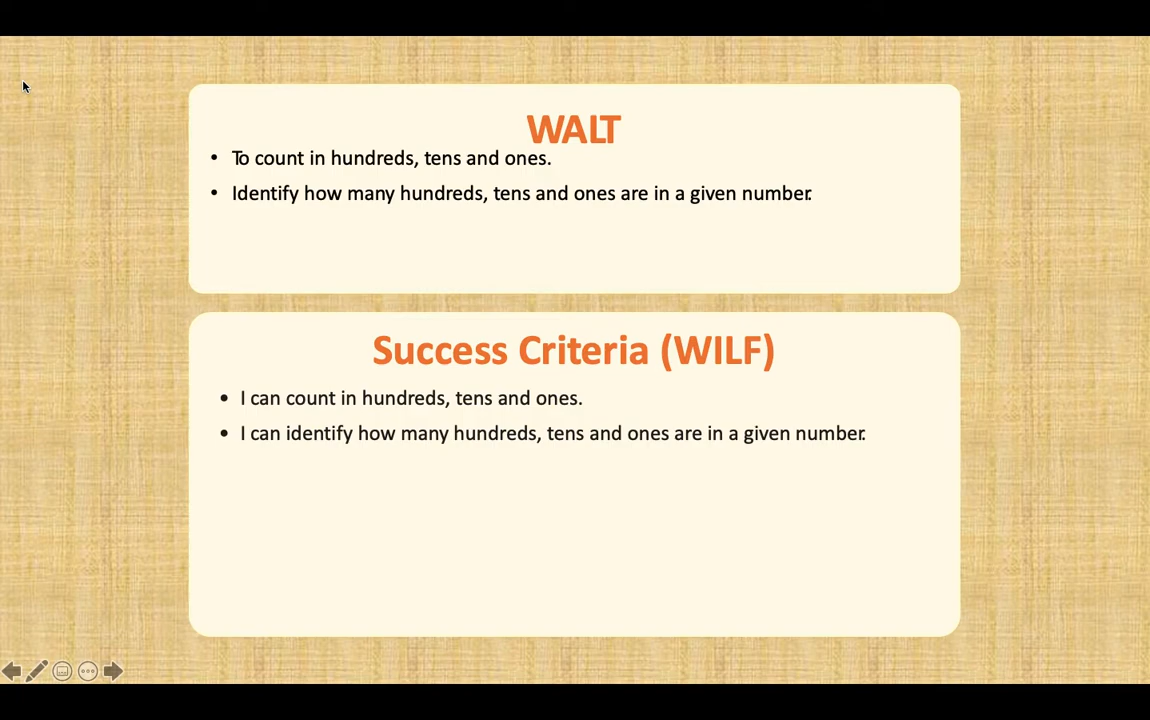 WALT
• To count in hundreds, tens and ones.
• Identify how many hundreds, tens and ones are in a given number.
Success Criteria (WILF)
• I can count in hundreds, tens and ones.
• I can identify how many hundreds, tens and ones are in a given number.